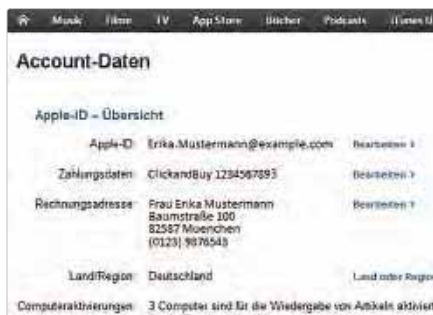 Musik Filme TV App Store Bücher Podcasts iTunes U
Account-Daten
Apple-ID – Übersicht
Apple-ID Erika.Mustermann@example.com Bearbeiten >
Zahlungsdaten ClickandBuy 1234567893 Bearbeiten >
Rechnungsadresse Frau Erika Mustermann Bearbeiten >
Baumstraße 100
82587 Muenchen
(0123) 9876543
Land/Region Deutschland Land oder Region
Computeraktivierungen 3 Computer sind für die Wiedergabe von Artikeln aktiviert